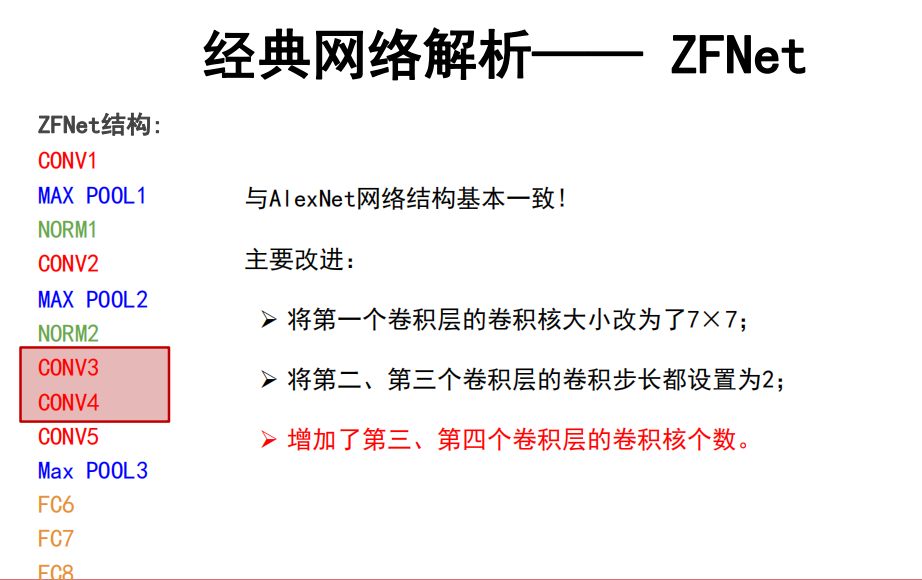 经典网络解析—— ZFNet
ZFNet结构:
CONV1
MAX POOL1
NORM1
CONV2
MAX POOL2
NORM2
CONV3
CONV4
CONV5
Max POOL3
FC6
FC7
FC8
与AlexNet网络结构基本一致！
主要改进：
➢ 将第一个卷积层的卷积核大小改为了7×7；
➢ 将第二、第三个卷积层的卷积步长都设置为2；
➢ 增加了第三、第四个卷积层的卷积核个数。